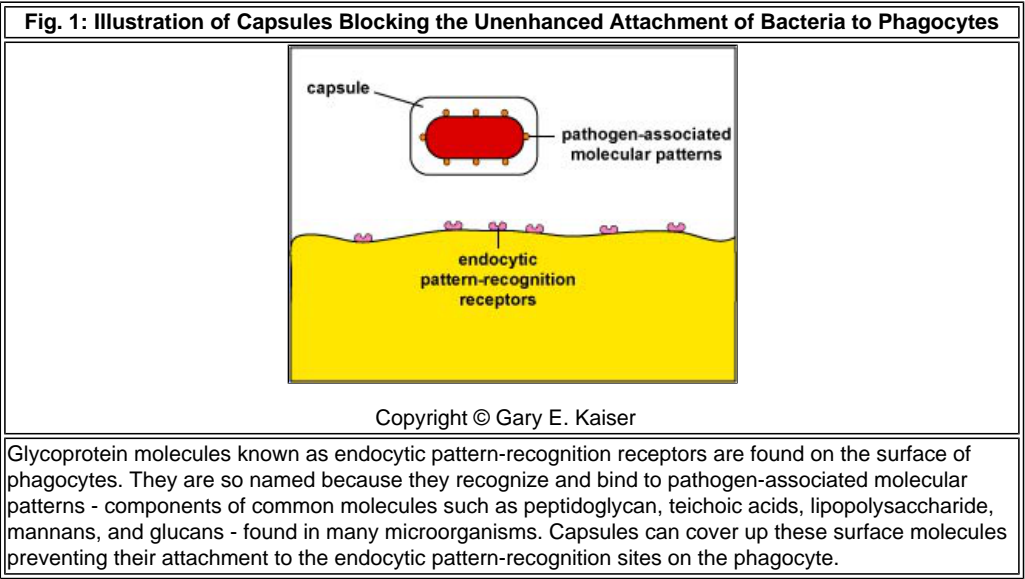 Fig. 1: Illustration of Capsules Blocking the Unenhanced Attachment of Bacteria to Phagocytes
capsule
pathogen-associated
molecular patterns
endocytic
pattern-recognition
receptors
Copyright © Gary E. Kaiser
Glycoprotein molecules known as endocytic pattern-recognition receptors are found on the surface of
phagocytes. They are so named because they recognize and bind to pathogen-associated molecular
patterns - components of common molecules such as peptidoglycan, teichoic acids, lipopolysaccharide,
mannans, and glucans - found in many microorganisms. Capsules can cover up these surface molecules
preventing their attachment to the endocytic pattern-recognition sites on the phagocyte.